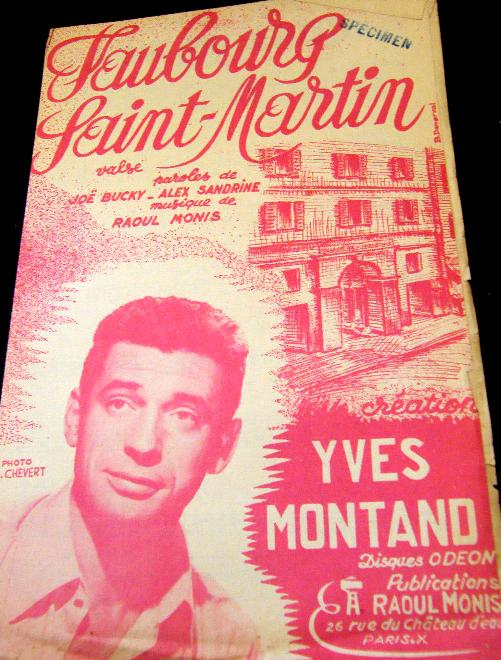 Faubourg
SPECIMEN
Saint-Martin
valse paroles de
JOË BUCKY - ALEX SANDRINE
musique de
RAOUL MONIS
création
PHOTO
. CHEVERT
YVES
MONTAND
Disques ODEON
Publications
RAOUL MONIS
26 rue du Château d'eau
PARIS.X